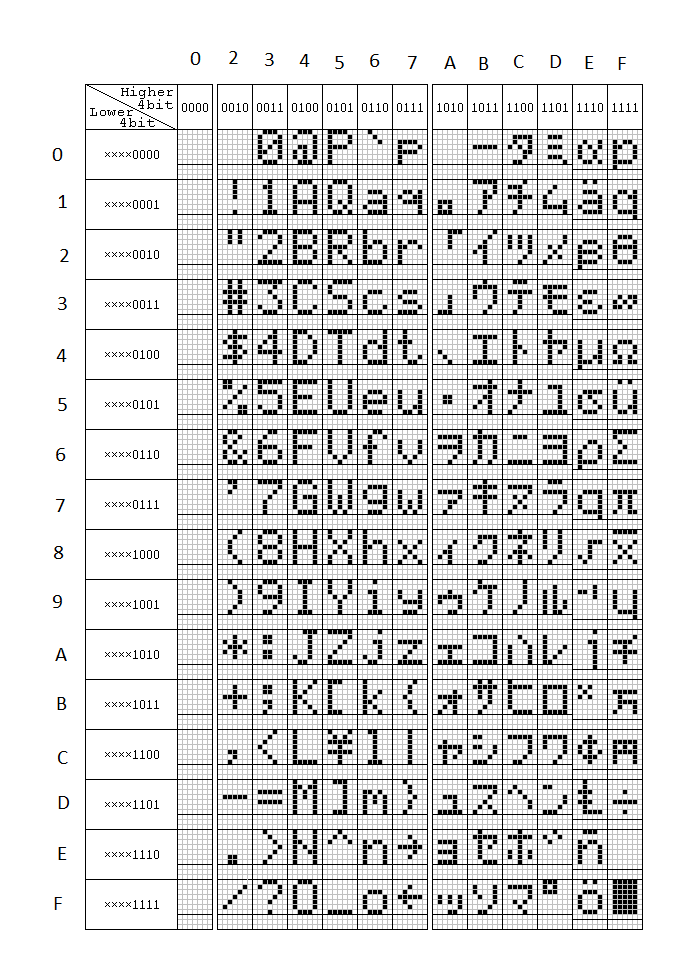 0 2 3 4 5 6 7 A B C D E F
Higher 4bit
Lower 4bit
0000 0010 0011 0100 0101 0110 0111 1010 1011 1100 1101 1110 1111
0 ××××0000 0 @ P ` p ー タ ミ α p
1 ××××0001 ! 1 A Q a q 。 ア チ ム ä q
2 ××××0010 " 2 B R b r 「 イ ツ メ β θ
3 ××××0011 # 3 C S c s 」 ウ テ モ ε ∞
4 ××××0100 $ 4 D T d t 、 エ ト ヤ μ Ω
5 ××××0101 % 5 E U e u ・ オ ナ ユ σ ü
6 ××××0110 & 6 F V f v ヲ カ ニ ヨ ρ Σ
7 ××××0111 ' 7 G W g w ァ キ ヌ ラ g π
8 ××××1000 ( 8 H X h x ィ ク ネ リ √ x̄
9 ××××1001 ) 9 I Y i y ゥ ケ ノ ル ⁻¹ y
A ××××1010 * : J Z j z ェ コ ハ レ j 千
B ××××1011 + ; K [ k { ォ サ ヒ ロ ˣ 万
C ××××1100 , < L ¥ l | ャ シ フ ワ ¢ 円
D ××××1101 - = M ] m } ュ ス ヘ ン ŧ ÷
E ××××1110 . > N ^ n → ョ セ ホ ゛ ñ
F ××××1111 / ? O _ o ← ッ ソ マ ゜ ö █